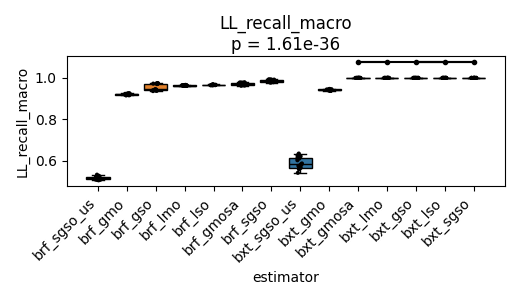 LL_recall_macro
p = 1.61e-36
LL_recall_macro
1.0
0.8
0.6
brf_sgso_us
brf_gmo
brf_gso
brf_lmo
brf_lso
brf_gmosa
brf_sgso
bxt_sgso_us
bxt_gmo
bxt_gmosa
bxt_lmo
bxt_gso
bxt_lso
bxt_sgso
estimator